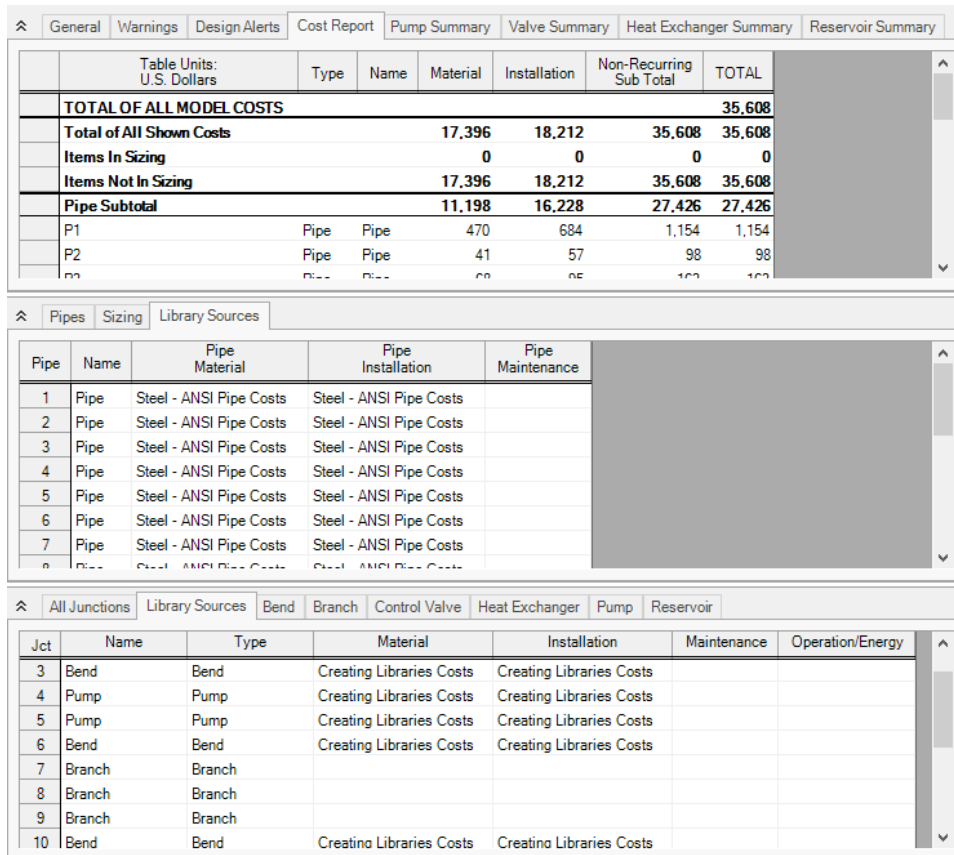 General Warnings Design Alerts Cost Report Pump Summary Valve Summary Heat Exchanger Summary Reservoir Summary
Table Units:
U.S. Dollars Type Name Material Installation Non-Recurring
Sub Total TOTAL
TOTAL OF ALL MODEL COSTS 35,608
Total of All Shown Costs 17,396 18,212 35,608 35,608
Items In Sizing 0 0 0 0
Items Not In Sizing 17,396 18,212 35,608 35,608
Pipe Subtotal 11,198 16,228 27,426 27,426
P1 Pipe Pipe 470 684 1,154 1,154
P2 Pipe Pipe 41 57 98 98
Pipes Sizing Library Sources
Pipe Name Pipe
Material Pipe
Installation Pipe
Maintenance
1 Pipe Steel - ANSI Pipe Costs Steel - ANSI Pipe Costs
2 Pipe Steel - ANSI Pipe Costs Steel - ANSI Pipe Costs
3 Pipe Steel - ANSI Pipe Costs Steel - ANSI Pipe Costs
4 Pipe Steel - ANSI Pipe Costs Steel - ANSI Pipe Costs
5 Pipe Steel - ANSI Pipe Costs Steel - ANSI Pipe Costs
6 Pipe Steel - ANSI Pipe Costs Steel - ANSI Pipe Costs
7 Pipe Steel - ANSI Pipe Costs Steel - ANSI Pipe Costs
All Junctions Library Sources Bend Branch Control Valve Heat Exchanger Pump Reservoir
Jct Name Type Material Installation Maintenance Operation/Energy
3 Bend Bend Creating Libraries Costs Creating Libraries Costs
4 Pump Pump Creating Libraries Costs Creating Libraries Costs
5 Pump Pump Creating Libraries Costs Creating Libraries Costs
6 Bend Bend Creating Libraries Costs Creating Libraries Costs
7 Branch Branch
8 Branch Branch
9 Branch Branch
10 Bend Bend Creating Libraries Costs Creating Libraries Costs